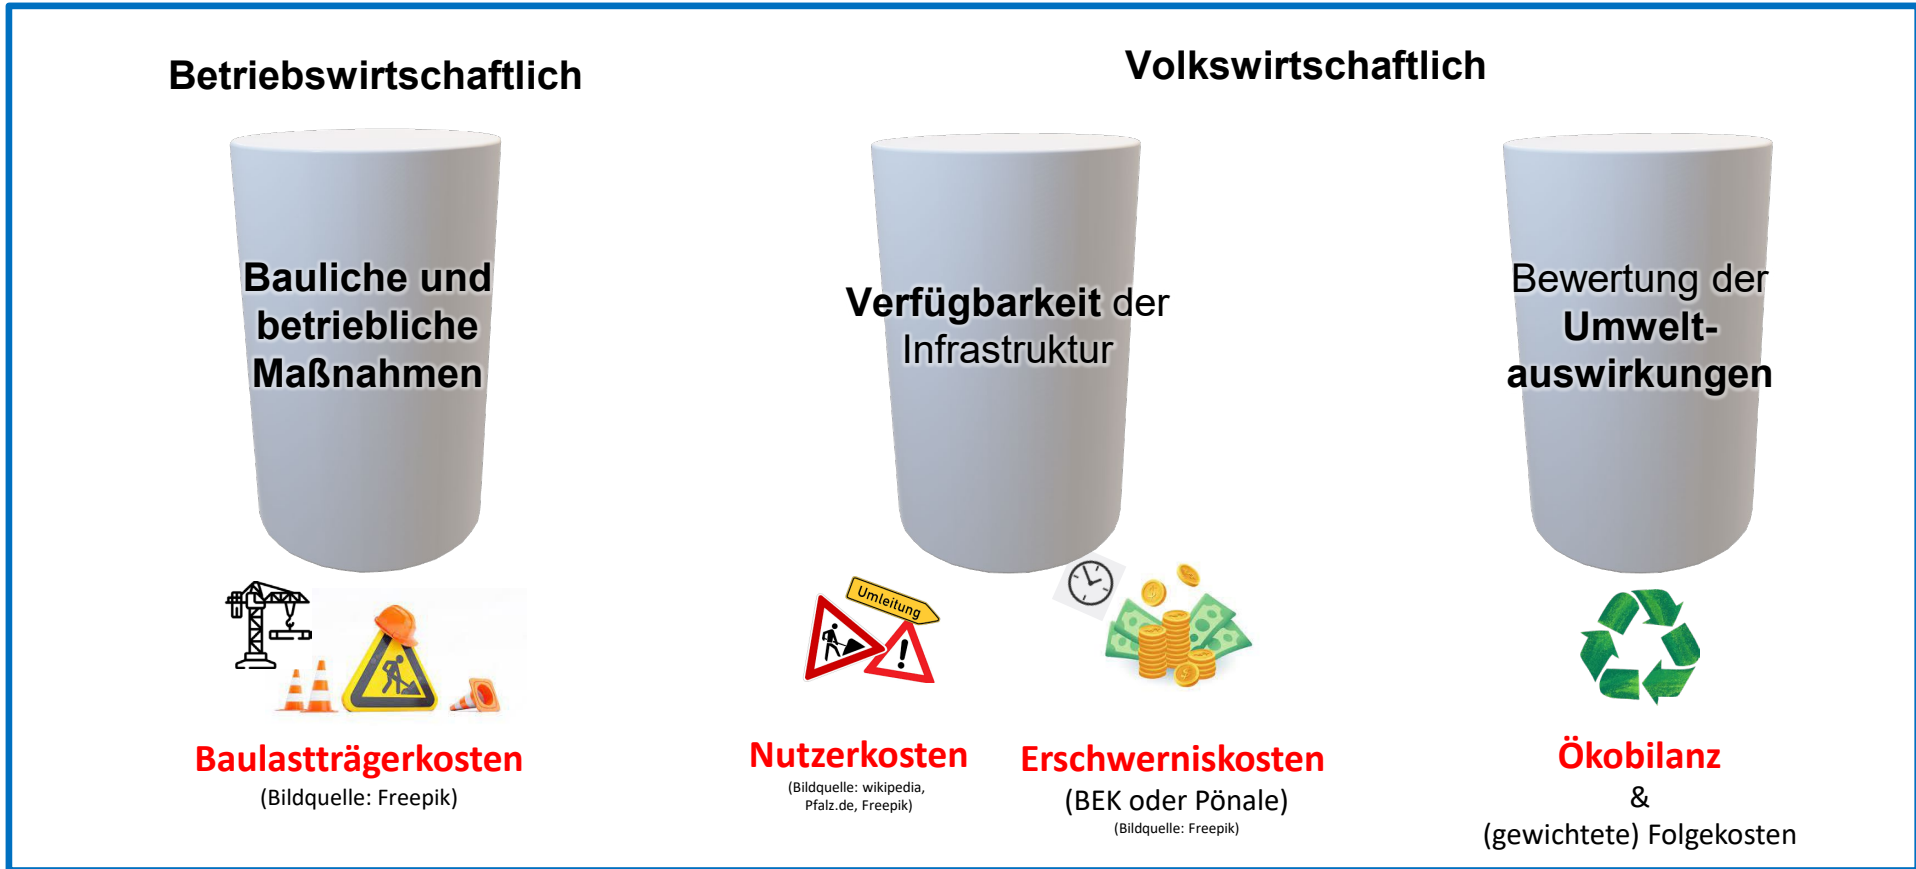 Betriebswirtschaftlich
Volkswirtschaftlich
Bauliche und
betriebliche
Maßnahmen
Verfügbarkeit der
Infrastruktur
Bewertung der
Umwelt-
auswirkungen
Umleitung
Baulastträgerkosten
(Bildquelle: Freepik)
Nutzerkosten
(Bildquelle: wikipedia,
Pfalz.de, Freepik)
Erschwerniskosten
(BEK oder Pönale)
(Bildquelle: Freepik)
Ökobilanz
&
(gewichtete) Folgekosten